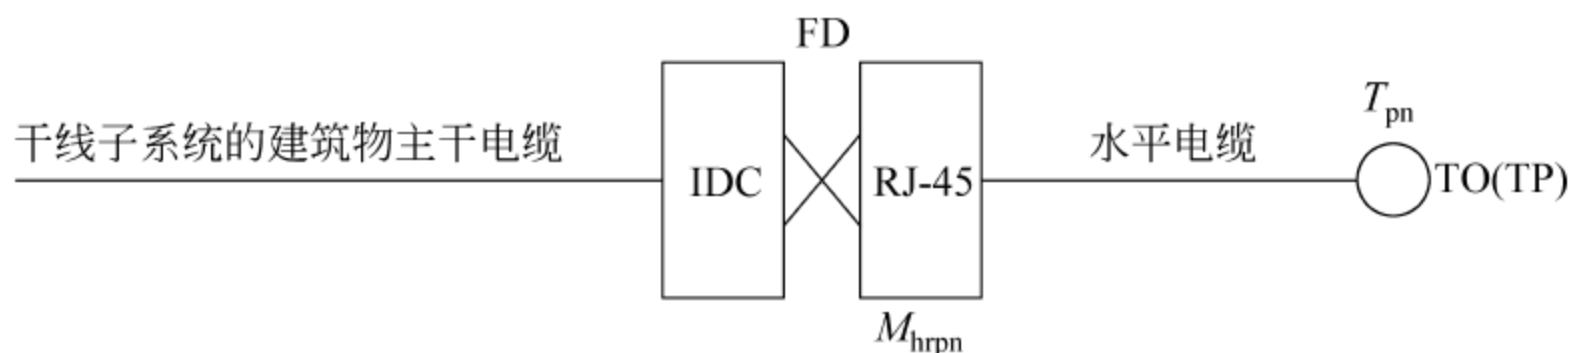 FD
干线子系统的建筑物主干电缆
IDC
RJ-45
水平电缆
Tpn
TO(TP)
Mhrpn